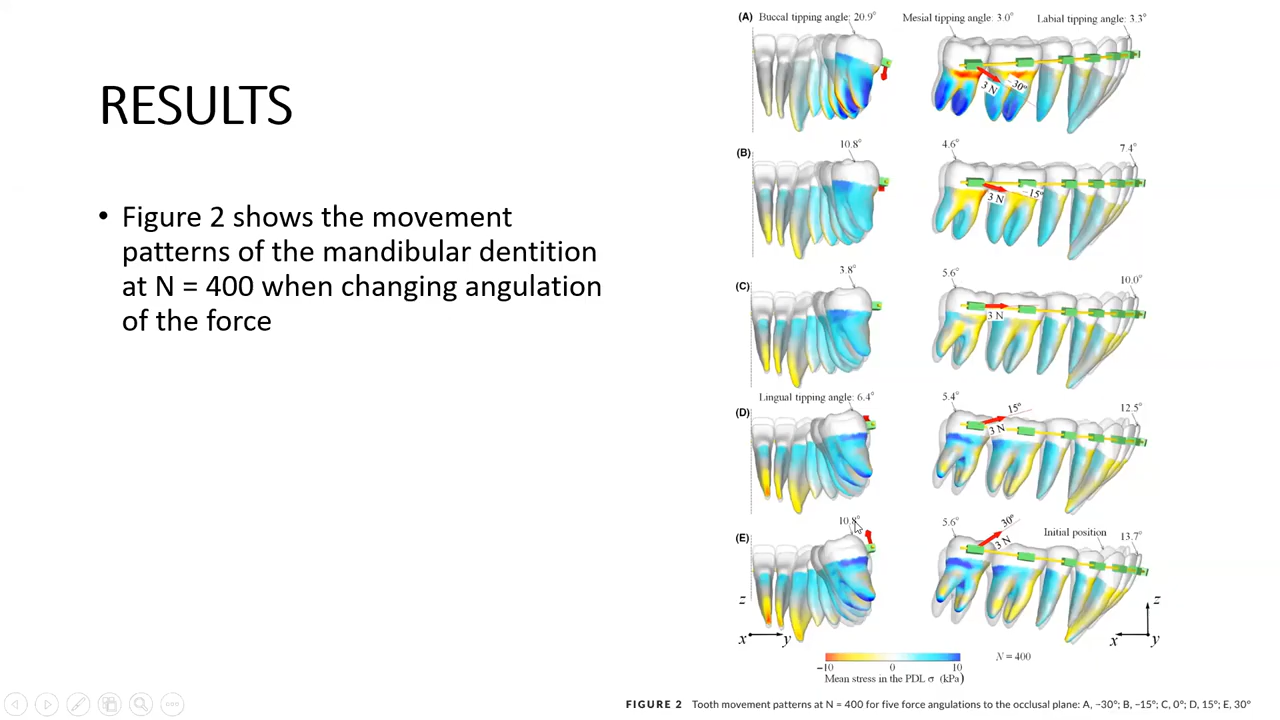 RESULTS
• Figure 2 shows the movement
patterns of the mandibular dentition
at N = 400 when changing angulation
of the force
(A) Buccal tipping angle: 20.9° Mesial tipping angle: 3.0° Labial tipping angle: 3.3°
3 N −30°
(B) 10.8° 4.6° 7.4°
3 N −15°
(C) 3.8° 5.6° 10.0°
3 N
(D) Lingual tipping angle: 6.4° 5.4° 15° 12.5°
3 N
(E) 10.8° 5.6° 30° Initial position 13.7°
3 N
z z
x y x y
−10 0 10
N = 400
Mean stress in the PDL σ (kPa)
FIGURE 2 Tooth movement patterns at N = 400 for five force angulations to the occlusal plane: A, −30°; B, −15°; C, 0°; D, 15°; E, 30°